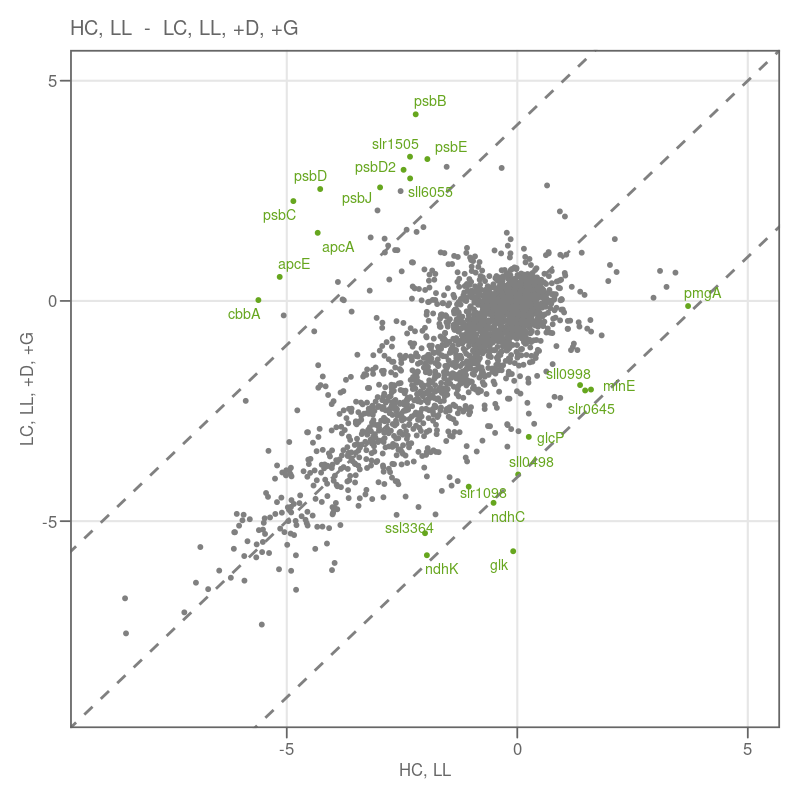 HC, LL  -  LC, LL, +D, +G
5
psbB
slr1505
psbE
psbD2
psbD
sll6055
psbJ
psbC
apcA
apcE
pmgA
0
cbbA
LC, LL, +D, +G
sll0998
minE
slr0645
glcP
sll0498
slr1098
ndhC
-5
ssl3364
glk
ndhK
-5
0
5
HC, LL